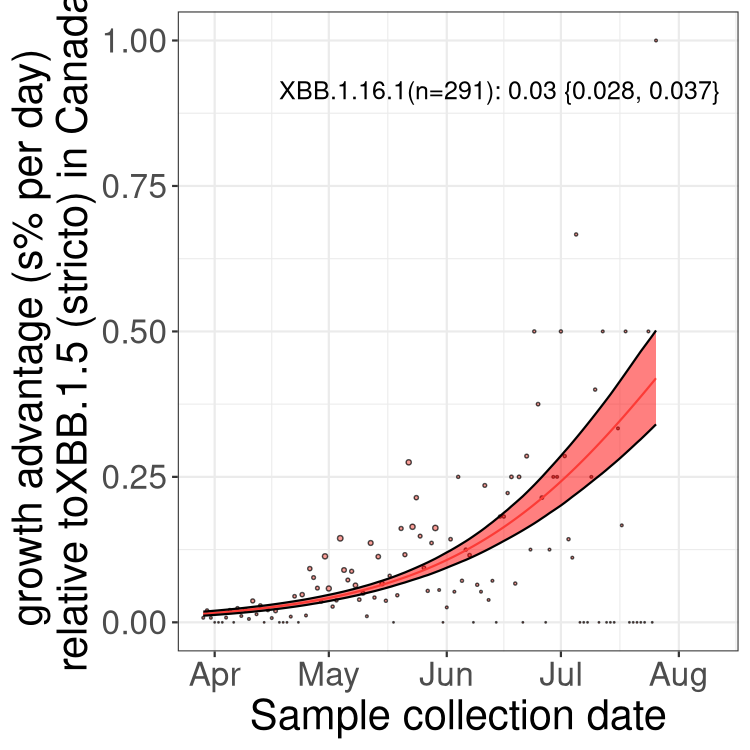 growth advantage (s% per day)
relative toXBB.1.5 (stricto) in Canada
1.00
0.75
0.50
0.25
0.00
XBB.1.16.1(n=291): 0.03 {0.028, 0.037}
Apr May Jun Jul Aug
Sample collection date